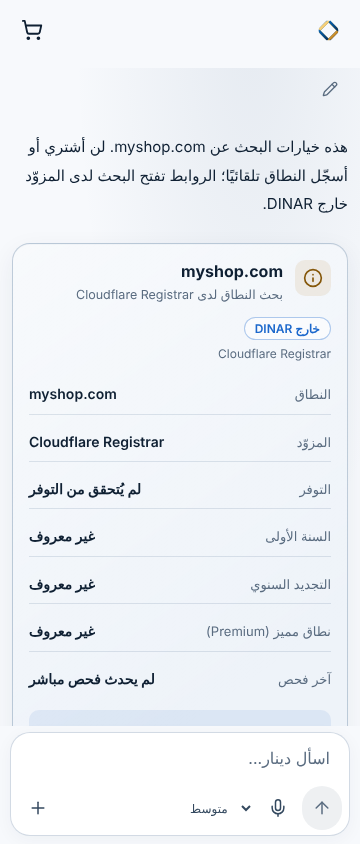 هذه خيارات البحث عن myshop.com. لن أشتري أو
أسجّل النطاق تلقائيًا؛ الروابط تفتح البحث لدى المزوّد
خارج DINAR.
myshop.com
بحث النطاق لدى Cloudflare Registrar
خارج DINAR
Cloudflare Registrar
النطاق myshop.com
المزوّد Cloudflare Registrar
التوفر لم يُتحقق من التوفر
السنة الأولى غير معروف
التجديد السنوي غير معروف
نطاق مميز (Premium) غير معروف
آخر فحص لم يحدث فحص مباشر
اسأل دينار...
متوسط